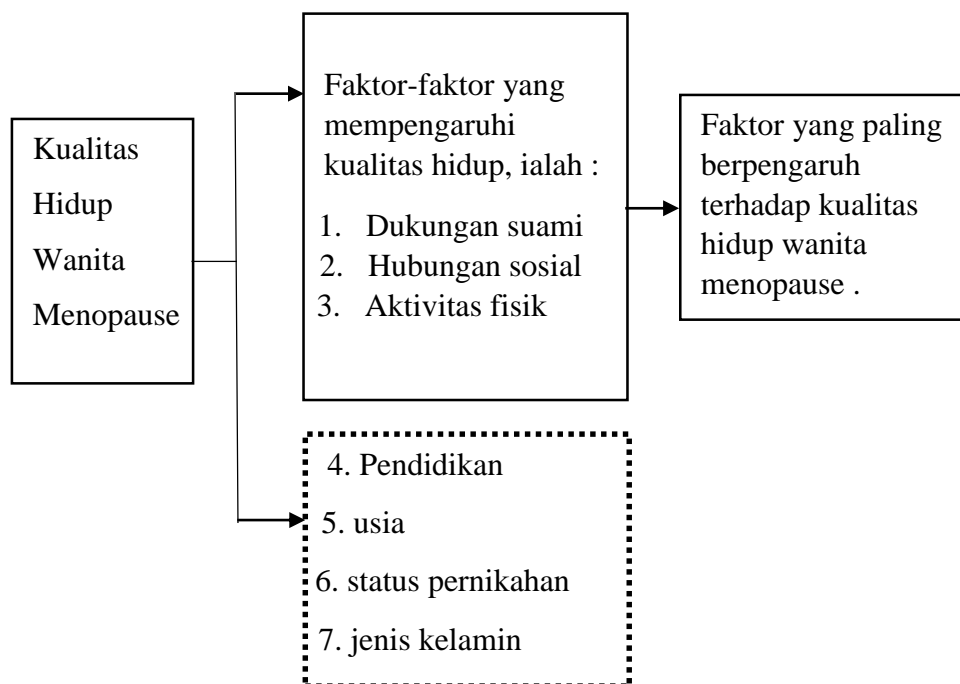 Kualitas
Hidup
Wanita
Menopause
Faktor-faktor yang
mempengaruhi
kualitas hidup, ialah :
1. Dukungan suami
2. Hubungan sosial
3. Aktivitas fisik
Faktor yang paling
berpengaruh
terhadap kualitas
hidup wanita
menopause .
4. Pendidikan
5. usia
6. status pernikahan
7. jenis kelamin